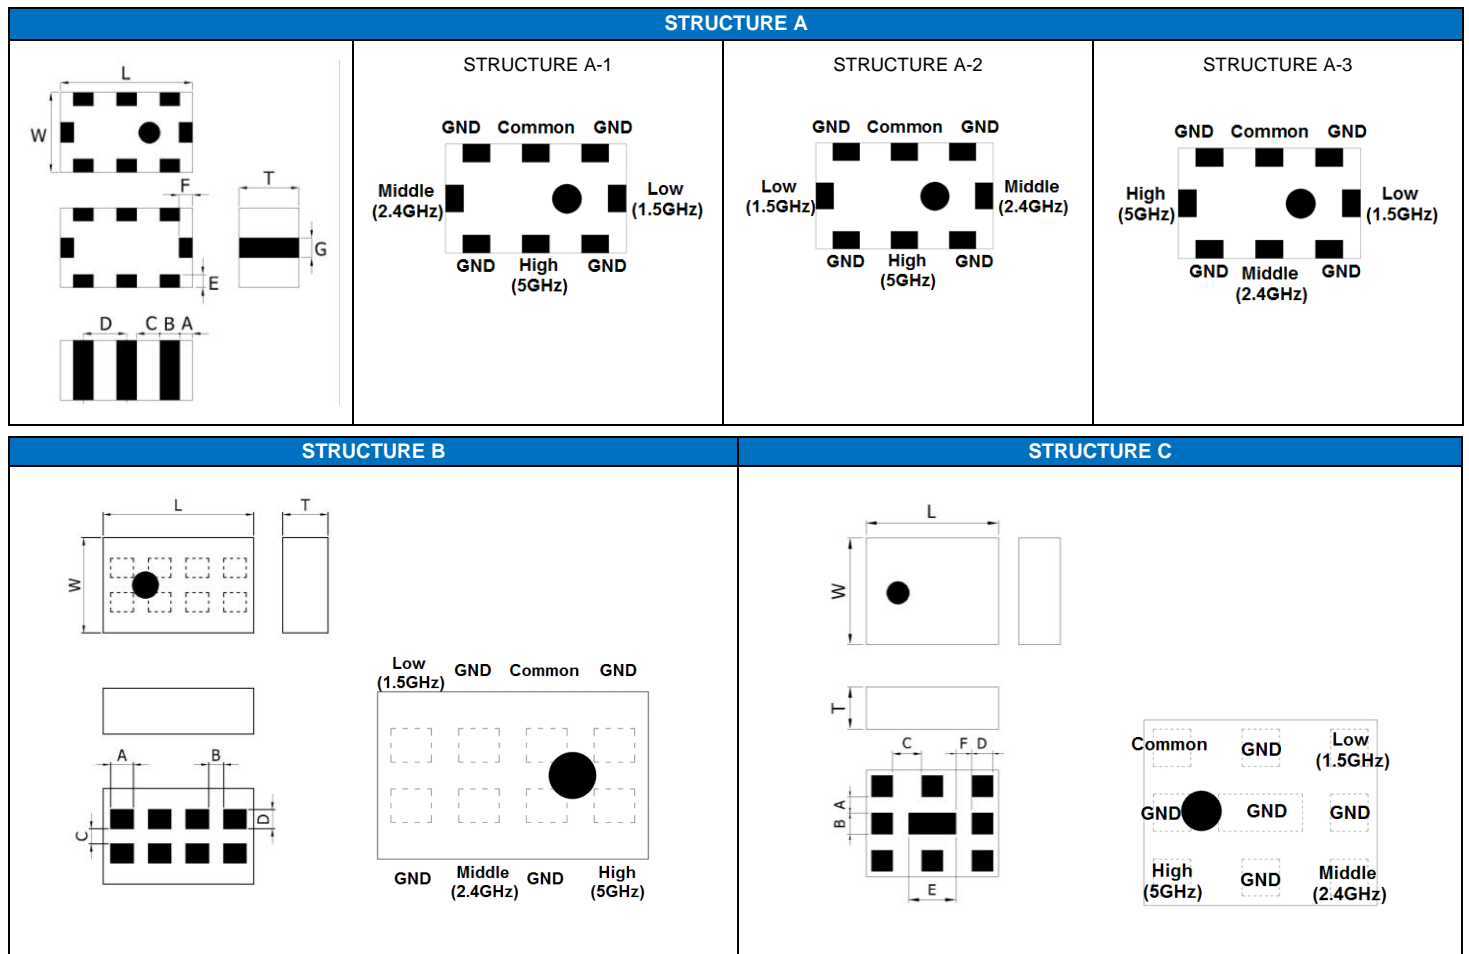 STRUCTURE A
L
W
F
T
G
E
D C B A
STRUCTURE A-1
GND Common GND
Middle
(2.4GHz)
Low
(1.5GHz)
GND High GND
(5GHz)
STRUCTURE A-2
GND Common GND
Low
(1.5GHz)
Middle
(2.4GHz)
GND High GND
(5GHz)
STRUCTURE A-3
GND Common GND
High
(5GHz)
Low
(1.5GHz)
GND Middle GND
(2.4GHz)
STRUCTURE B
L
T
W
A
B
C
D
Low
(1.5GHz)
GND Common GND
GND
Middle
(2.4GHz)
GND
High
(5GHz)
STRUCTURE C
L
W
T
C F D
A
B
E
Common
GND
Low
(1.5GHz)
GND GND GND
High
(5GHz)
GND
Middle
(2.4GHz)